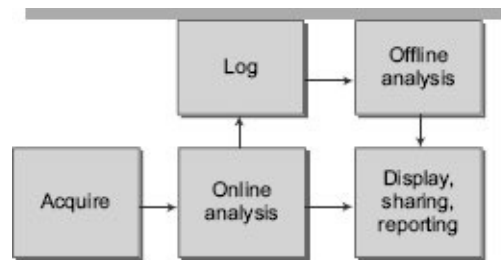 Log
Offline
analysis
Acquire
Online
analysis
Display,
sharing,
reporting